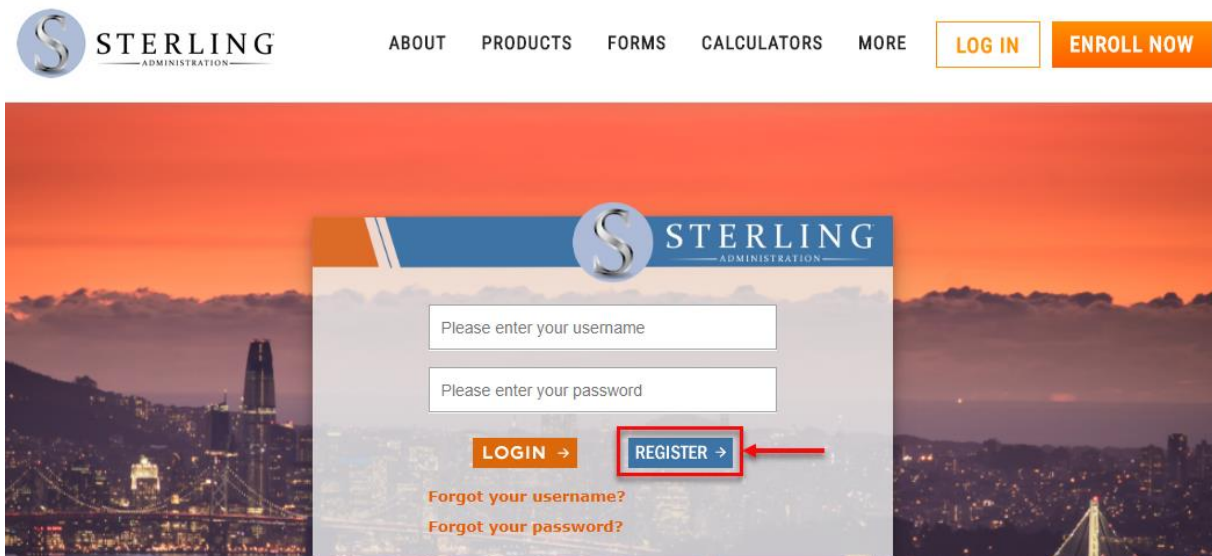 S STERLING
ADMINISTRATION
ABOUT PRODUCTS FORMS CALCULATORS MORE LOG IN ENROLL NOW
S STERLING
ADMINISTRATION
Please enter your username
Please enter your password
LOGIN → REGISTER →
Forgot your username?
Forgot your password?